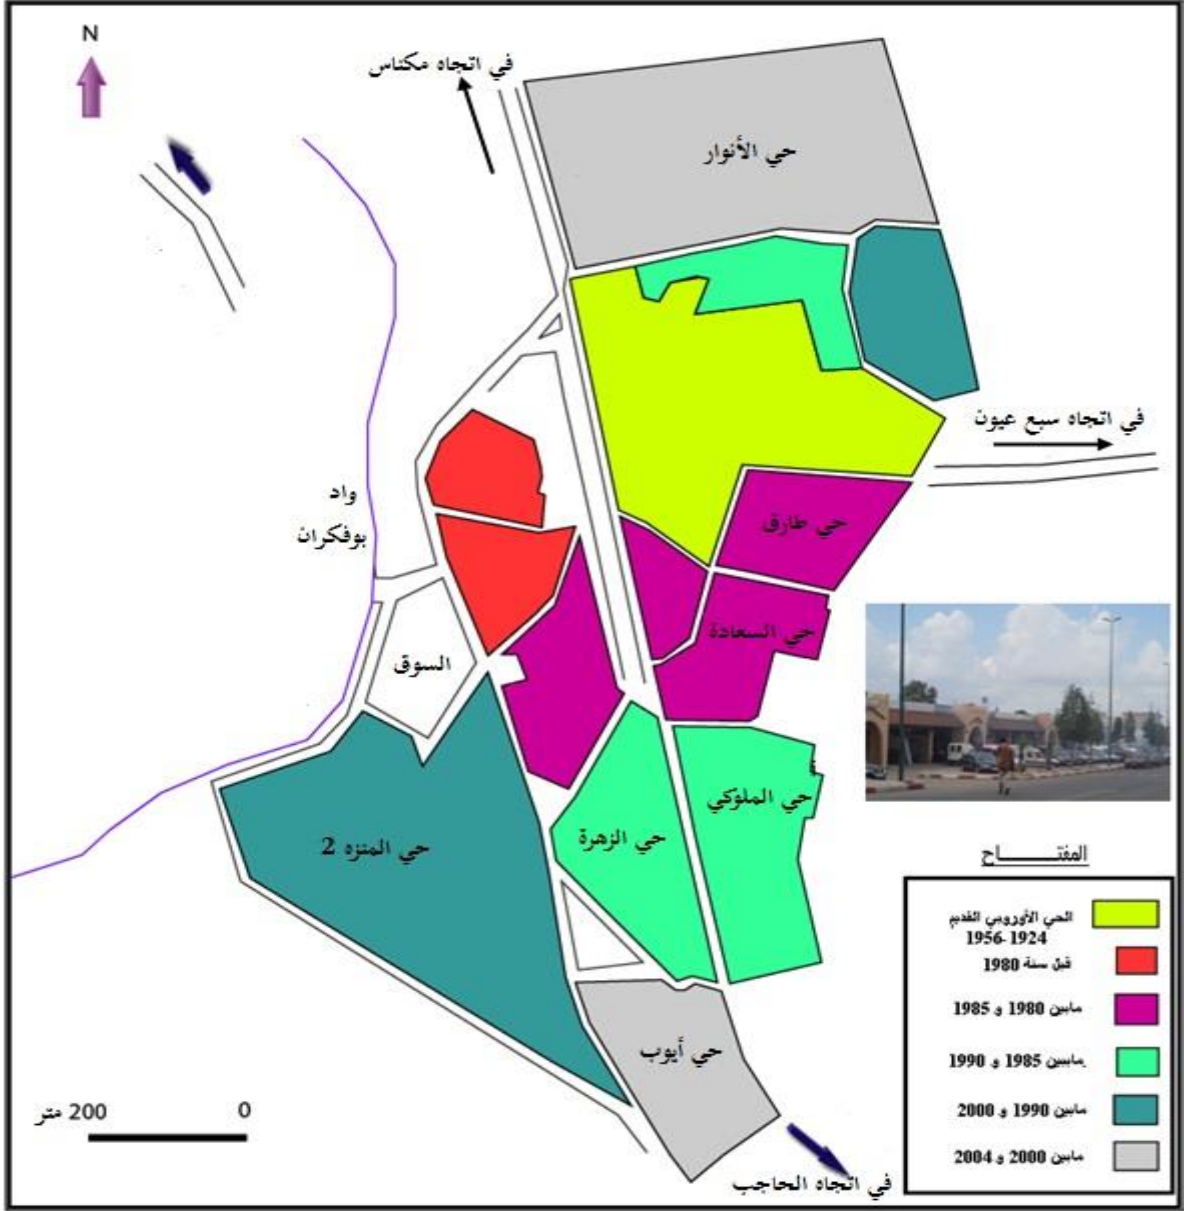 N
في اتجاه مكناس
حي الأنوار
في اتجاه سبع عيون
واد
بوفكران
حي طارق
حي السعادة
السوق
حي الملوكي
حي الزهرة
حي المنزه 2
حي أيوب
0
200 متر
في اتجاه الحاجب
المفتــــــاح
الحي الأوروبي القديم
1924-1956
قبل سنة 1980
مابين 1980 و 1985
مابين 1985 و 1990
مابين 1990 و 2000
مابين 2000 و 2004